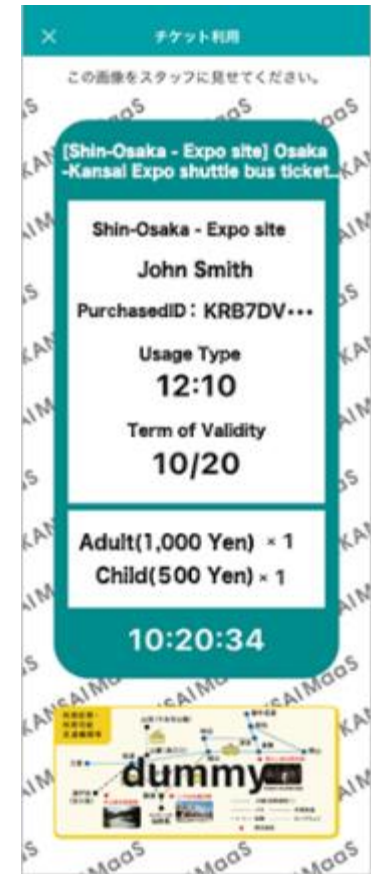 ×
チケット利用
この画像をスタッフに見せてください。
[Shin-Osaka - Expo site] Osaka
-Kansai Expo shuttle bus ticket...
Shin-Osaka - Expo site
John Smith
PurchasedID：KRB7DV･･･
Usage Type
12:10
Term of Validity
10/20
Adult(1,000 Yen) × 1
Child(500 Yen) × 1
10:20:34
dummy
KANSAI MaaS